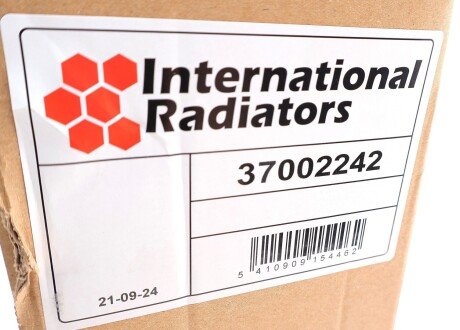 International
Radiators
37002242
5 410909 154462
21-09-24